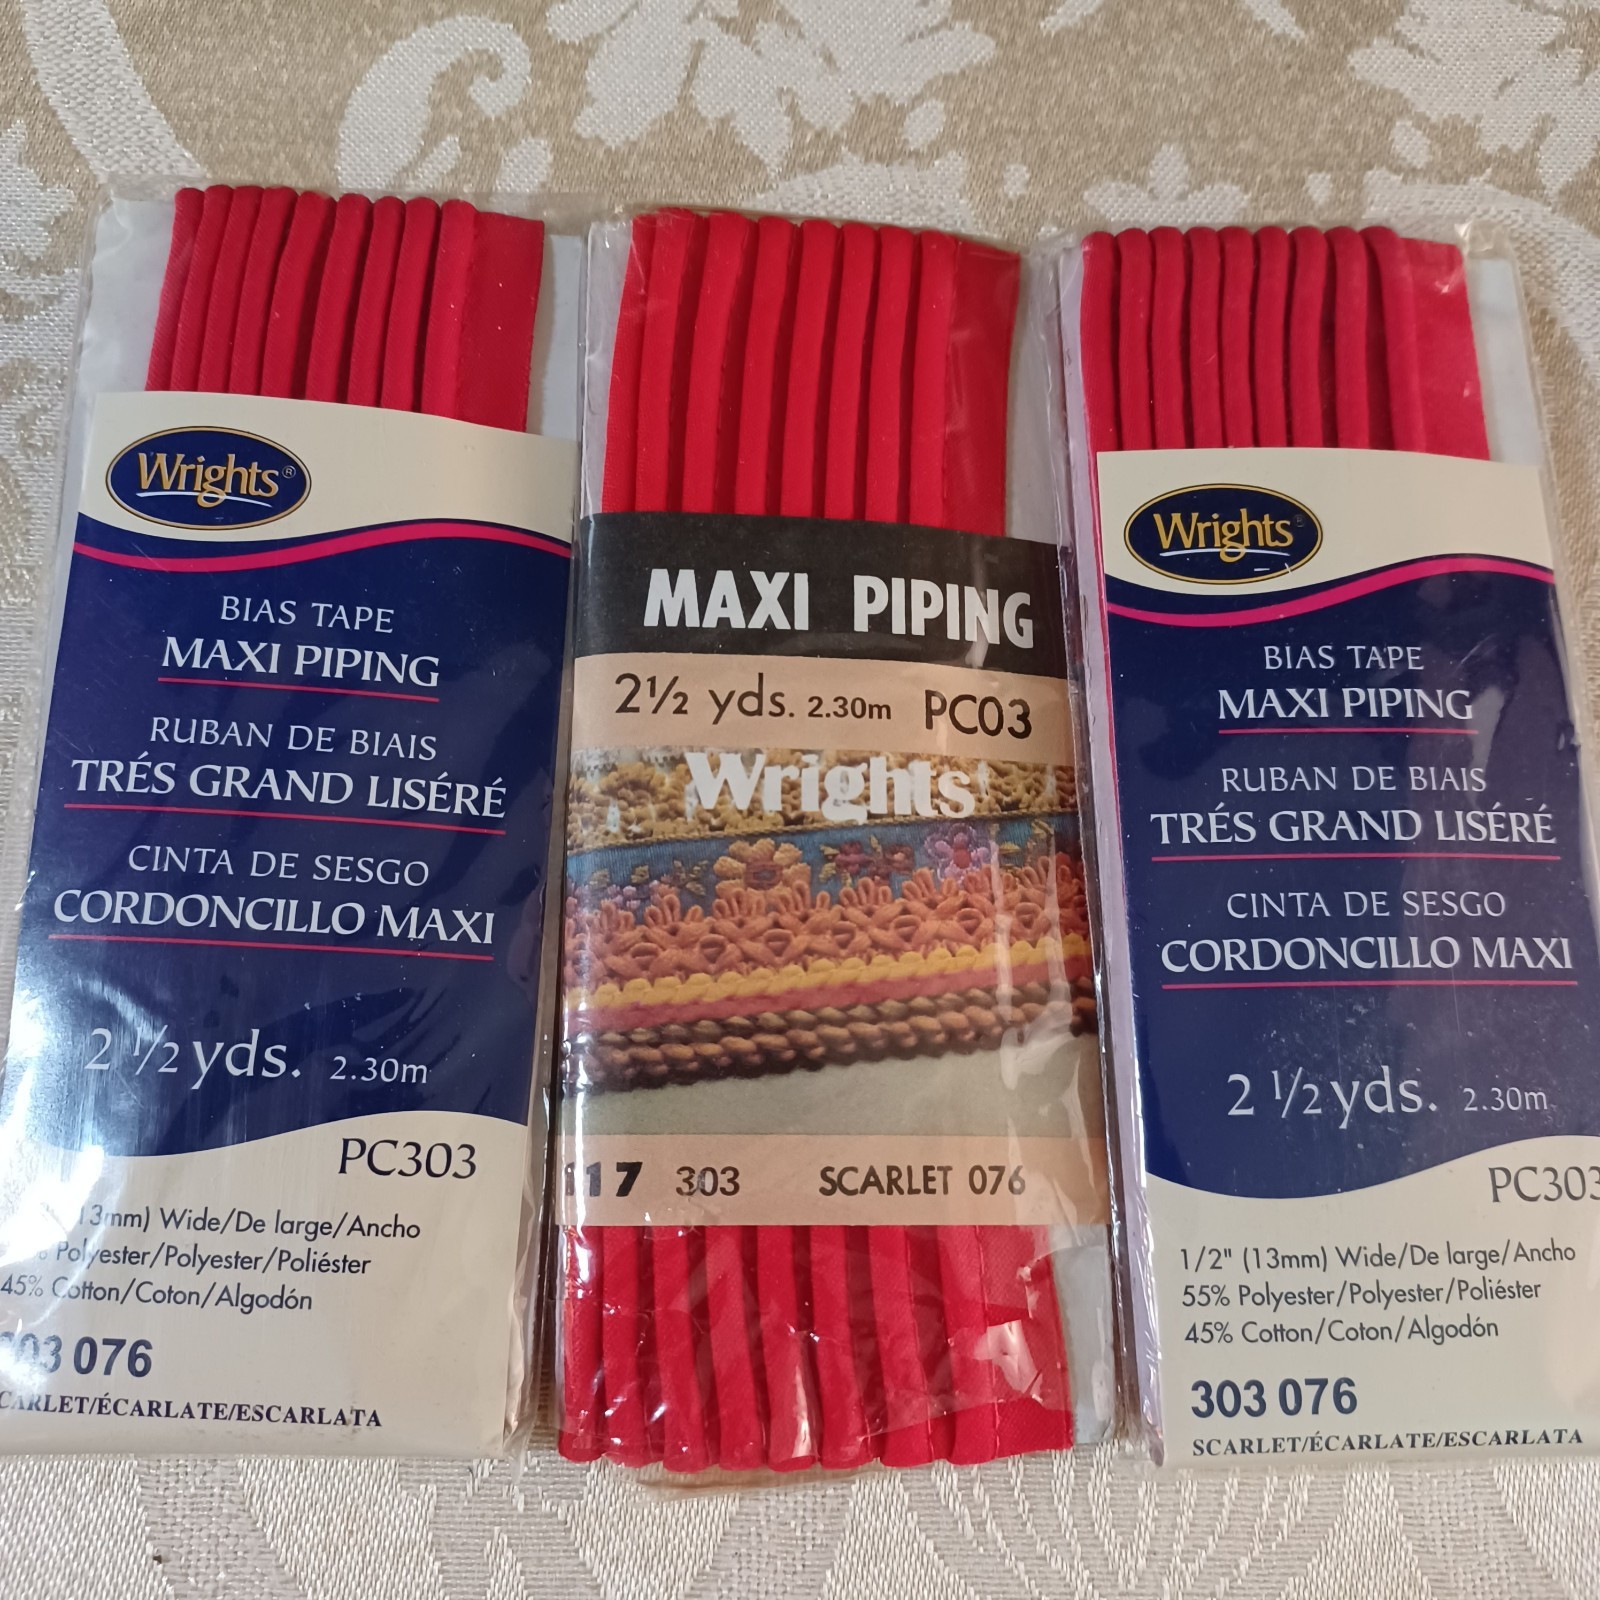 Wrights®
BIAS TAPE
MAXI PIPING
RUBAN DE BIAIS
TRÉS GRAND LISÉRÉ
CINTA DE SESGO
CORDONCILLO MAXI
2 ½ yds. 2.30m
PC303
13mm) Wide/De large/Ancho
Polyester/Polyester/Poliéster
45% Cotton/Coton/Algodón
303 076
SCARLET/ÉCARLATE/ESCARLATA
MAXI PIPING
2½ yds. 2.30m PC03
Wrights
117 303 SCARLET 076
Wrights®
BIAS TAPE
MAXI PIPING
RUBAN DE BIAIS
TRÉS GRAND LISÉRÉ
CINTA DE SESGO
CORDONCILLO MAXI
2 ½ yds. 2.30m
PC303
1/2" (13mm) Wide/De large/Ancho
55% Polyester/Polyester/Poliéster
45% Cotton/Coton/Algodón
303 076
SCARLET/ÉCARLATE/ESCARLATA